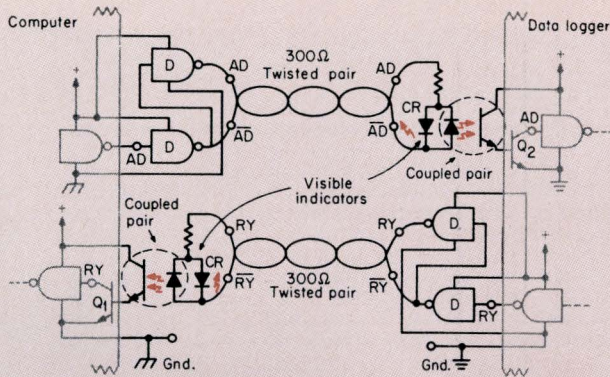 Computer
Data logger
+
D
AD
300Ω
Twisted pair
AD
+
D
AD
AD
CR
AD
AD
Q2
Coupled pair
Visible
indicators
Coupled
pair
+
RY
RY
D
+
CR
RY
Q1
RY
300Ω
Twisted pair
RY
D
RY
Gnd.
Gnd.